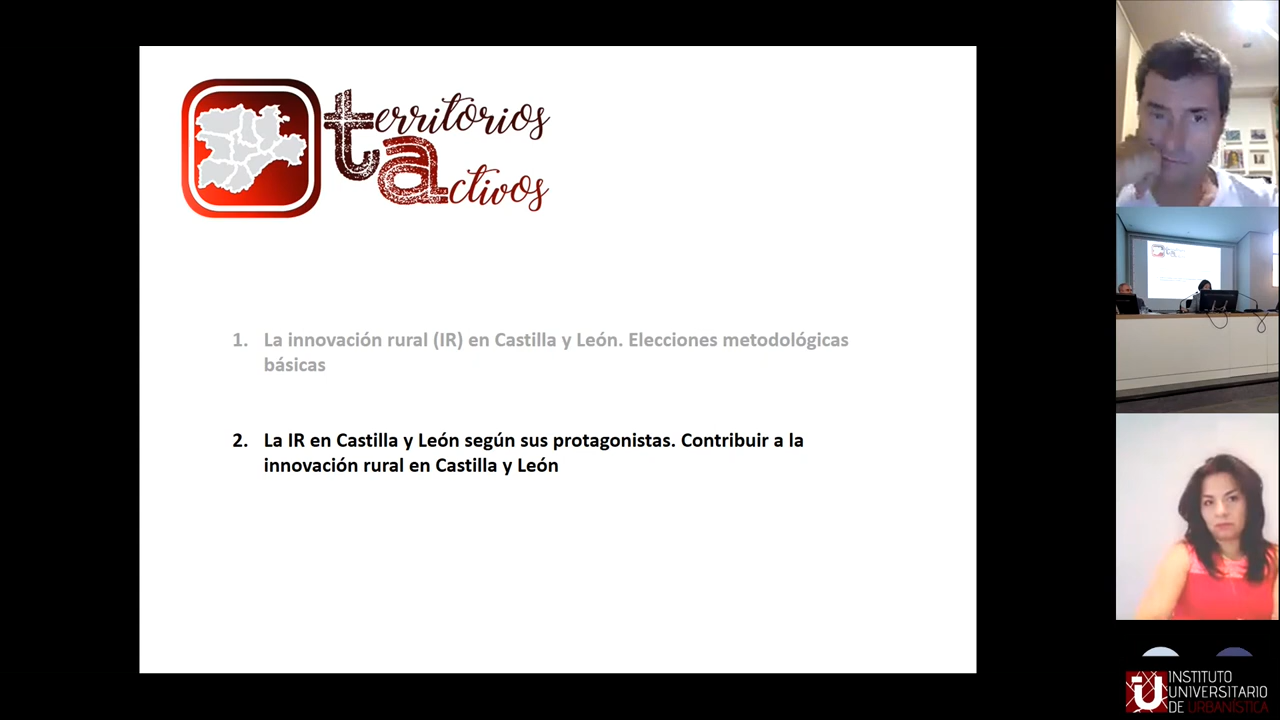 territorios
activos
1. La innovación rural (IR) en Castilla y León. Elecciones metodológicas
básicas
2. La IR en Castilla y León según sus protagonistas. Contribuir a la
innovación rural en Castilla y León
INSTITUTO
UNIVERSITARIO
DE URBANÍSTICA